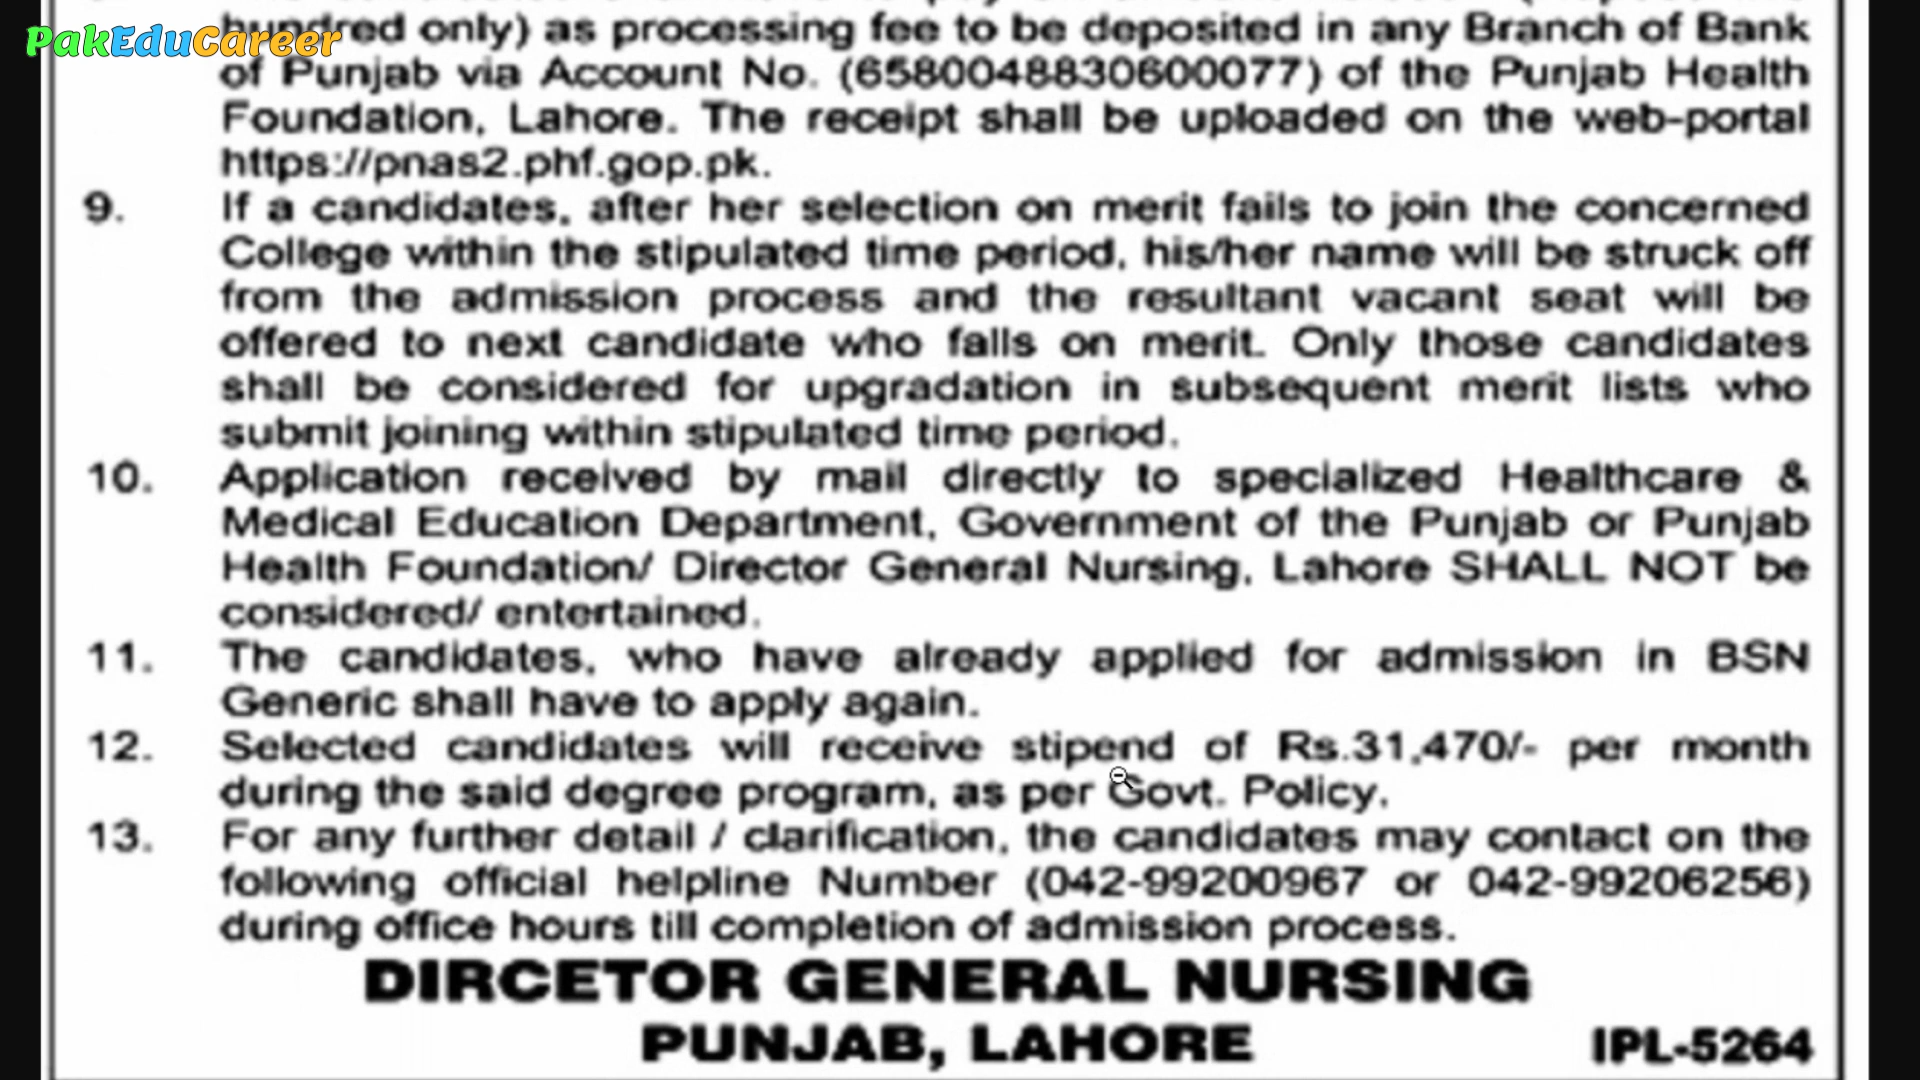 PakEduCareer
hundred only) as processing fee to be deposited in any Branch of Bank
of Punjab via Account No. (6580048830600077) of the Punjab Health
Foundation, Lahore. The receipt shall be uploaded on the web-portal
https://pnas2.phf.gop.pk.
9. If a candidates, after her selection on merit fails to join the concerned
College within the stipulated time period, his/her name will be struck off
from the admission process and the resultant vacant seat will be
offered to next candidate who falls on merit. Only those candidates
shall be considered for upgradation in subsequent merit lists who
submit joining within stipulated time period.
10. Application received by mail directly to specialized Healthcare &
Medical Education Department, Government of the Punjab or Punjab
Health Foundation/ Director General Nursing, Lahore SHALL NOT be
considered/ entertained.
11. The candidates, who have already applied for admission in BSN
Generic shall have to apply again.
12. Selected candidates will receive stipend of Rs.31,470/- per month
during the said degree program, as per Govt. Policy.
13. For any further detail / clarification, the candidates may contact on the
following official helpline Number (042-99200967 or 042-99206256)
during office hours till completion of admission process.
DIRCETOR GENERAL NURSING
PUNJAB, LAHORE
IPL-5264